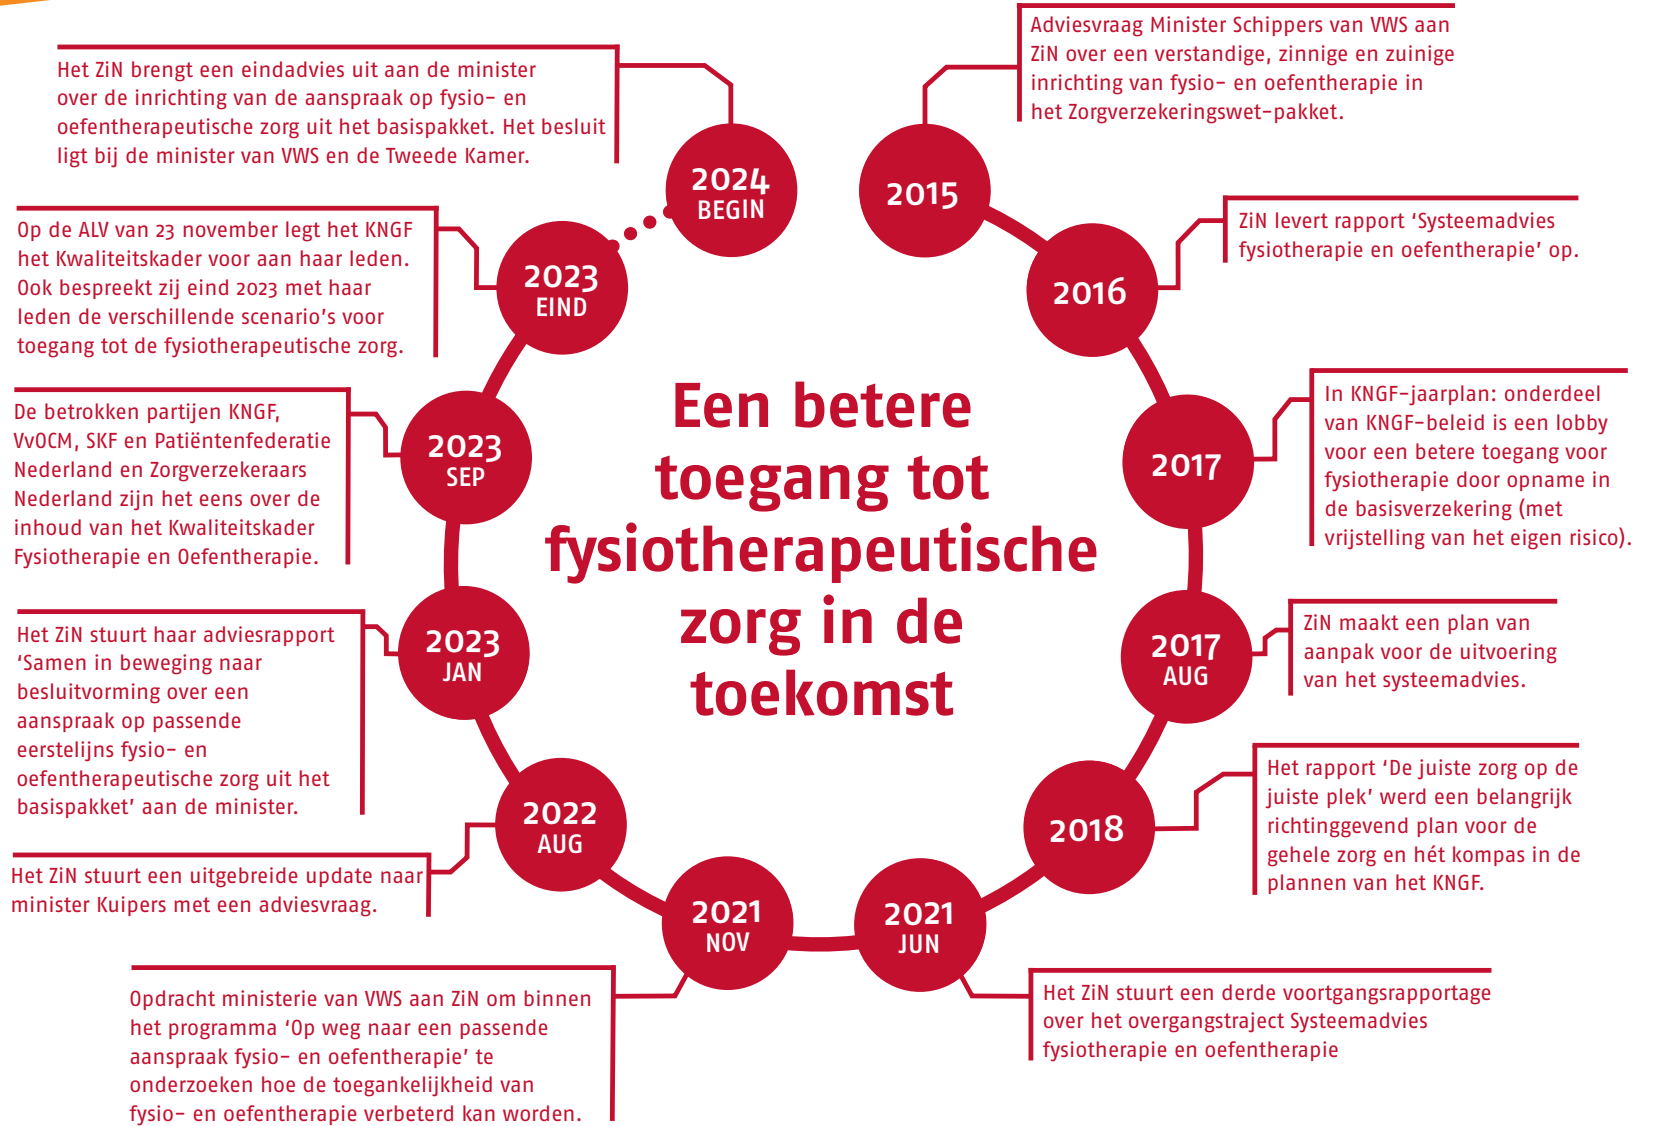 Een betere
toegang tot
fysiotherapeutische
zorg in de
toekomst
2015
Adviesvraag Minister Schippers van VWS aan
ZiN over een verstandige, zinnige en zuinige
inrichting van fysio- en oefentherapie in
het Zorgverzekeringswet-pakket.
2016
ZiN levert rapport ‘Systeemadvies
fysiotherapie en oefentherapie’ op.
2017
In KNGF-jaarplan: onderdeel
van KNGF-beleid is een lobby
voor een betere toegang voor
fysiotherapie door opname in
de basisverzekering (met
vrijstelling van het eigen risico).
2017
AUG
ZiN maakt een plan van
aanpak voor de uitvoering
van het systeemadvies.
2018
Het rapport ‘De juiste zorg op de
juiste plek’ werd een belangrijk
richtinggevend plan voor de
gehele zorg en hét kompas in de
plannen van het KNGF.
2021
JUN
Het ZiN stuurt een derde voortgangsrapportage
over het overgangstraject Systeemadvies
fysiotherapie en oefentherapie
2021
NOV
Opdracht ministerie van VWS aan ZiN om binnen
het programma ‘Op weg naar een passende
aanspraak fysio- en oefentherapie’ te
onderzoeken hoe de toegankelijkheid van
fysio- en oefentherapie verbeterd kan worden.
2022
AUG
Het ZiN stuurt een uitgebreide update naar
minister Kuipers met een adviesvraag.
2023
JAN
Het ZiN stuurt haar adviesrapport
‘Samen in beweging naar
besluitvorming over een
aanspraak op passende
eerstelijns fysio- en
oefentherapeutische zorg uit het
basispakket’ aan de minister.
2023
SEP
De betrokken partijen KNGF,
VvOCM, SKF en Patiëntenfederatie
Nederland en Zorgverzekeraars
Nederland zijn het eens over de
inhoud van het Kwaliteitskader
Fysiotherapie en Oefentherapie.
2023
EIND
Op de ALV van 23 november legt het KNGF
het Kwaliteitskader voor aan haar leden.
Ook bespreekt zij eind 2023 met haar
leden de verschillende scenario's voor
toegang tot de fysiotherapeutische zorg.
2024
BEGIN
Het ZiN brengt een eindadvies uit aan de minister
over de inrichting van de aanspraak op fysio- en
oefentherapeutische zorg uit het basispakket. Het besluit
ligt bij de minister van VWS en de Tweede Kamer.